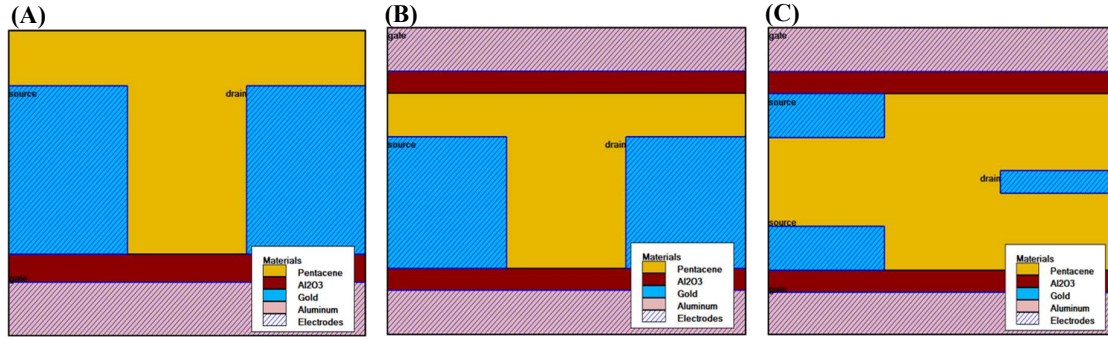 (A)
source
drain
gate
Materials
Pentacene
Al2O3
Gold
Aluminum
Electrodes
(B)
gate
source
drain
Materials
Pentacene
Al2O3
Gold
Aluminum
Electrodes
(C)
gate
source
drain
source
gate
Materials
Pentacene
Al2O3
Gold
Aluminum
Electrodes